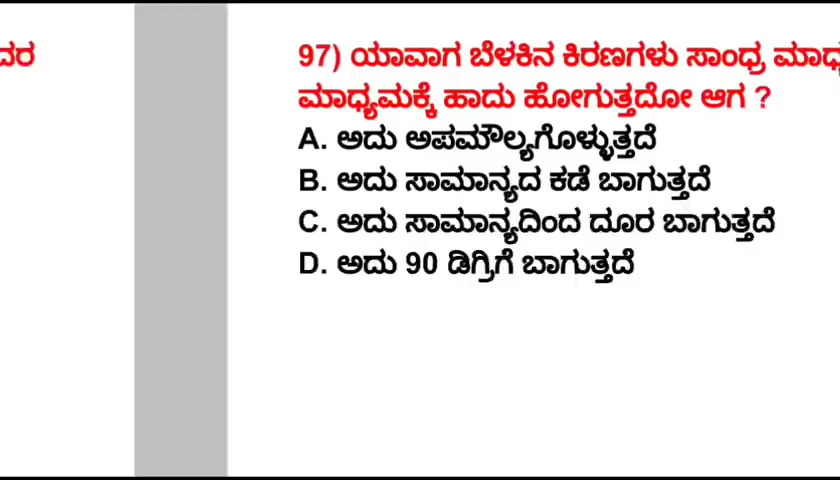 ದರ
97) ಯಾವಾಗ ಬೆಳಕಿನ ಕಿರಣಗಳು ಸಾಂಧ್ರ
ಮಾಧ್ಯಮಕ್ಕೆ ಹಾದು ಹೋಗುತ್ತದೋ ಆಗ ?
A. ಅದು ಅಪಮೌಲ್ಯಗೊಳ್ಳುತ್ತದೆ
B. ಅದು ಸಾಮಾನ್ಯದ ಕಡೆ ಬಾಗುತ್ತದೆ
C. ಅದು ಸಾಮಾನ್ಯದಿಂದ ದೂರ ಬಾಗುತ್ತದೆ
D. ಅದು 90 ಡಿಗ್ರಿಗೆ ಬಾಗುತ್ತದೆ